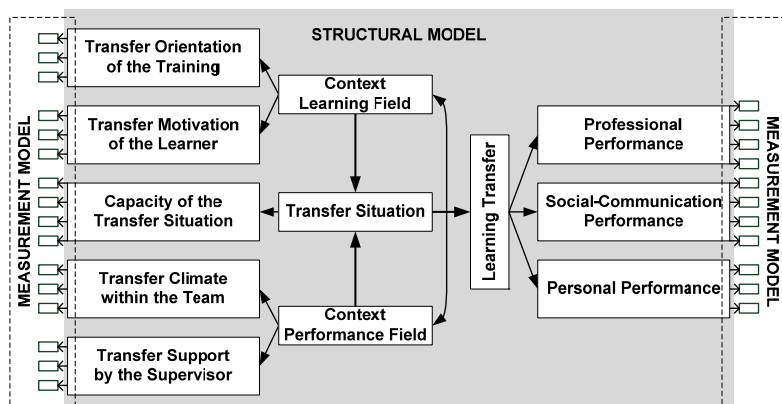 STRUCTURAL MODEL
MEASUREMENT MODEL
Transfer Orientation
of the Training
Transfer Motivation
of the Learner
Capacity of the
Transfer Situation
Transfer Climate
within the Team
Transfer Support
by the Supervisor
Context
Learning Field
Transfer Situation
Context
Performance Field
Learning Transfer
Professional
Performance
Social-Communication
Performance
Personal Performance
MEASUREMENT MODEL